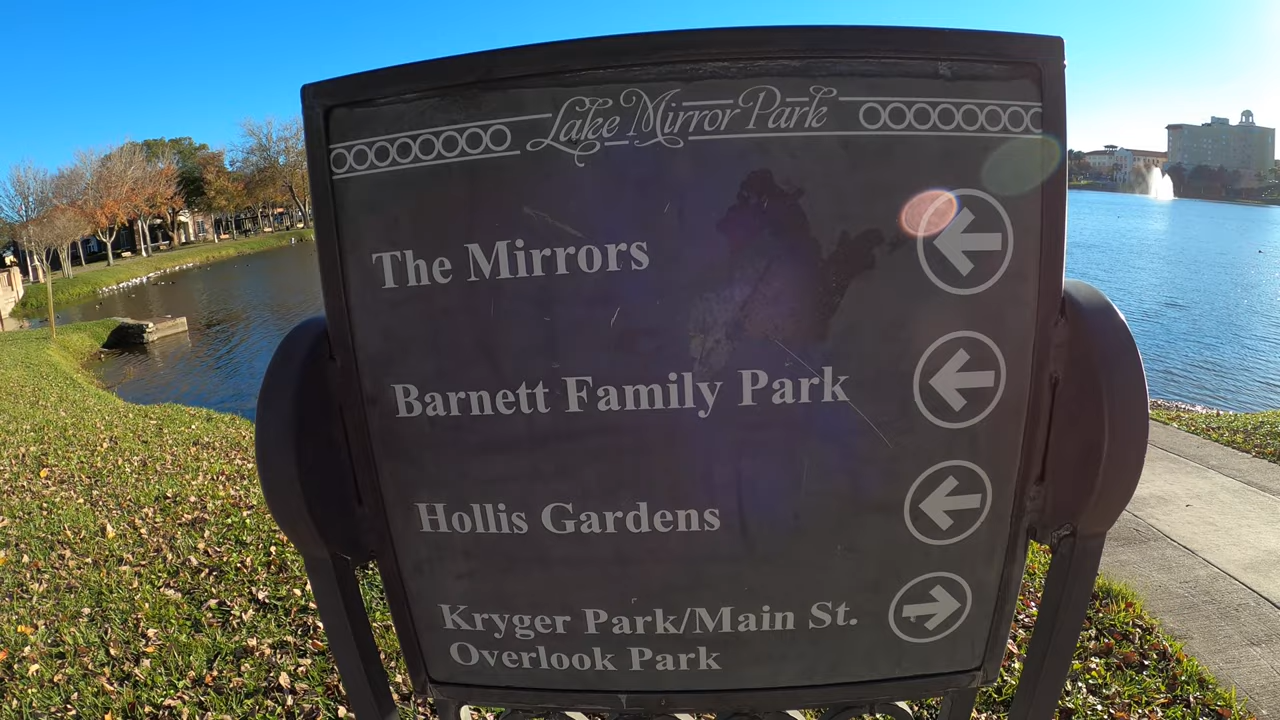 Lake Mirror Park
The Mirrors
Barnett Family Park
Hollis Gardens
Kryger Park/Main St.
Overlook Park